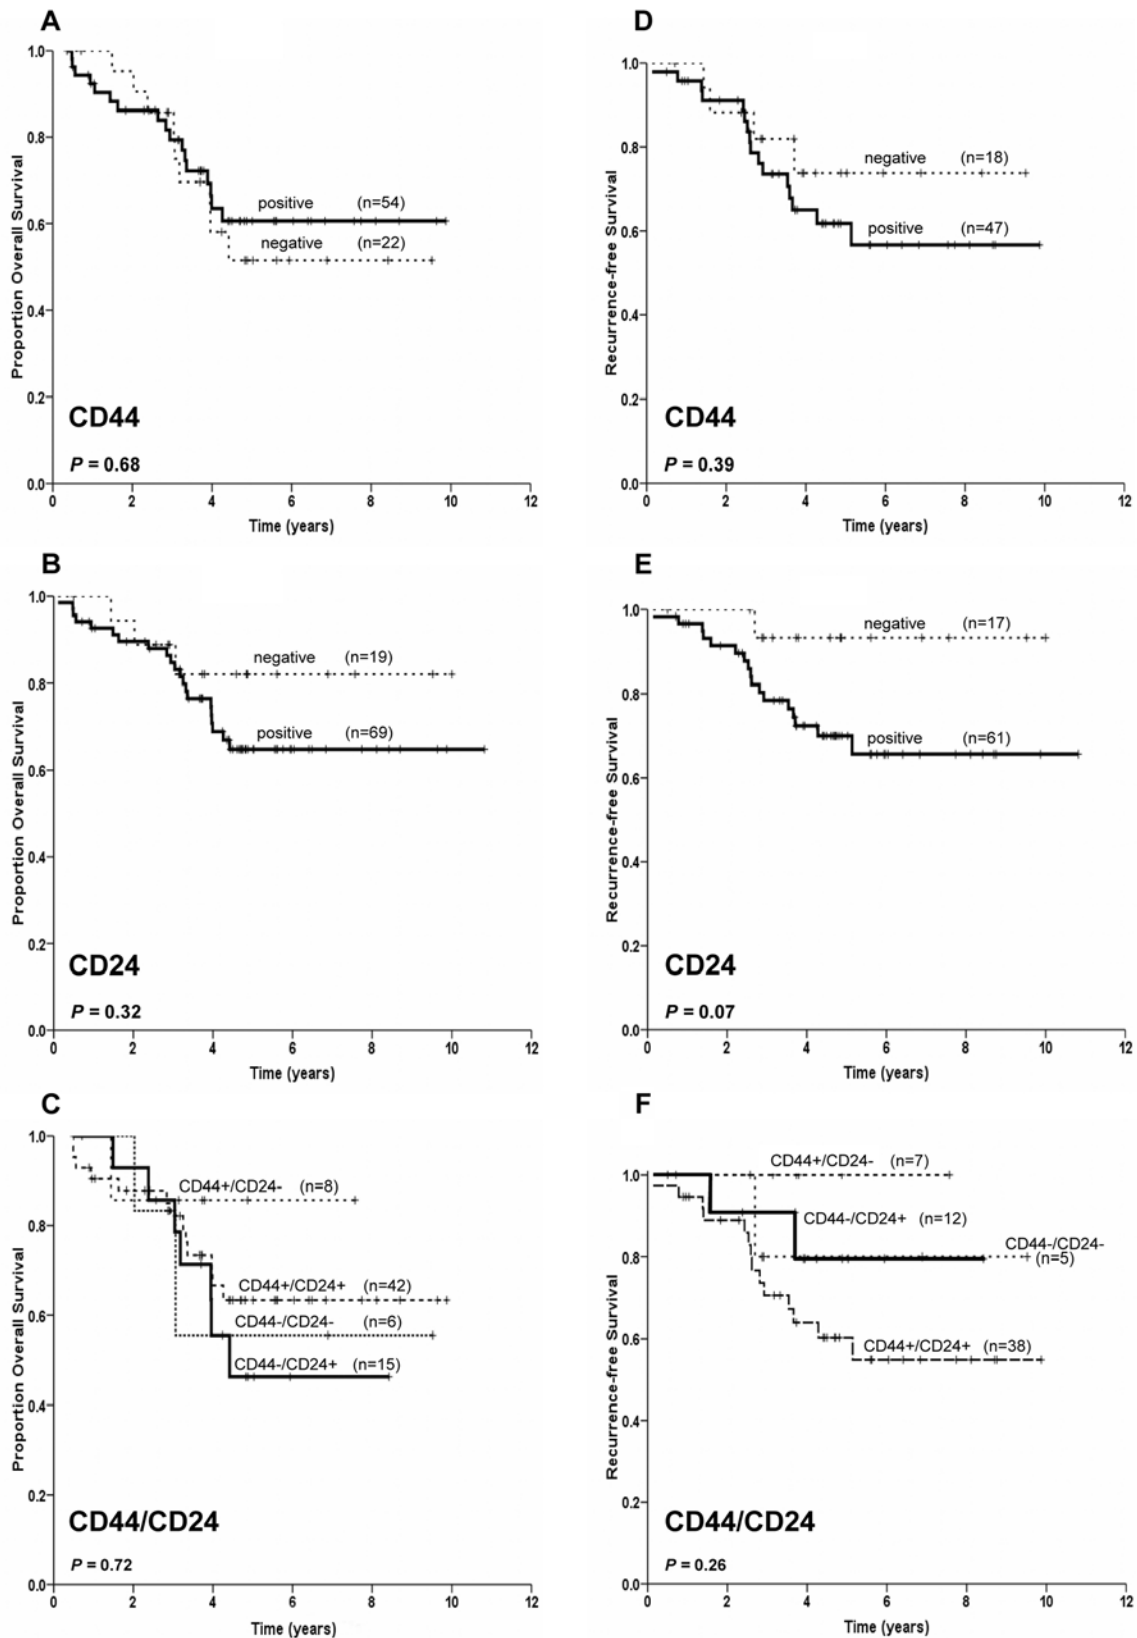 A
Proportion Overall Survival
1.0
0.8
0.6
0.4
0.2
0.0
positive (n=54)
negative (n=22)
CD44
P = 0.68
0 2 4 6 8 10 12
Time (years)
D
Recurrence-free Survival
1.0
0.8
0.6
0.4
0.2
0.0
negative (n=18)
positive (n=47)
CD44
P = 0.39
0 2 4 6 8 10 12
Time (years)
B
Proportion Overall Survival
1.0
0.8
0.6
0.4
0.2
0.0
negative (n=19)
positive (n=69)
CD24
P = 0.32
0 2 4 6 8 10 12
Time (years)
E
Recurrence-free Survival
1.0
0.8
0.6
0.4
0.2
0.0
negative (n=17)
positive (n=61)
CD24
P = 0.07
0 2 4 6 8 10 12
Time (years)
C
Proportion Overall Survival
1.0
0.8
0.6
0.4
0.2
0.0
CD44+/CD24- (n=8)
CD44+/CD24+ (n=42)
CD44-/CD24- (n=6)
CD44-/CD24+ (n=15)
CD44/CD24
P = 0.72
0 2 4 6 8 10 12
Time (years)
F
Recurrence-free Survival
1.0
0.8
0.6
0.4
0.2
0.0
CD44+/CD24- (n=7)
CD44-/CD24+ (n=12)
CD44-/CD24-
(n=5)
CD44+/CD24+ (n=38)
CD44/CD24
P = 0.26
0 2 4 6 8 10 12
Time (years)